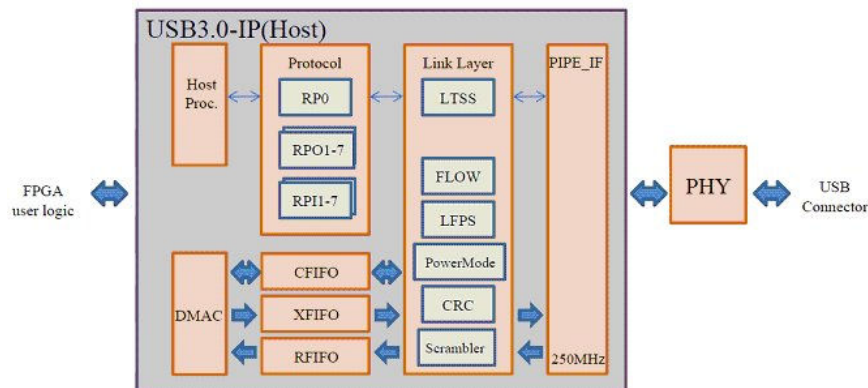 USB3.0-IP(Host)
Host
Proc.
Protocol
RP0
RPO1-7
RPI1-7
Link Layer
LTSS
FLOW
LFPS
PowerMode
CRC
Scrambler
PIPE_IF
250MHz
DMAC
CFIFO
XFIFO
RFIFO
FPGA
user logic
PHY
USB
Connector